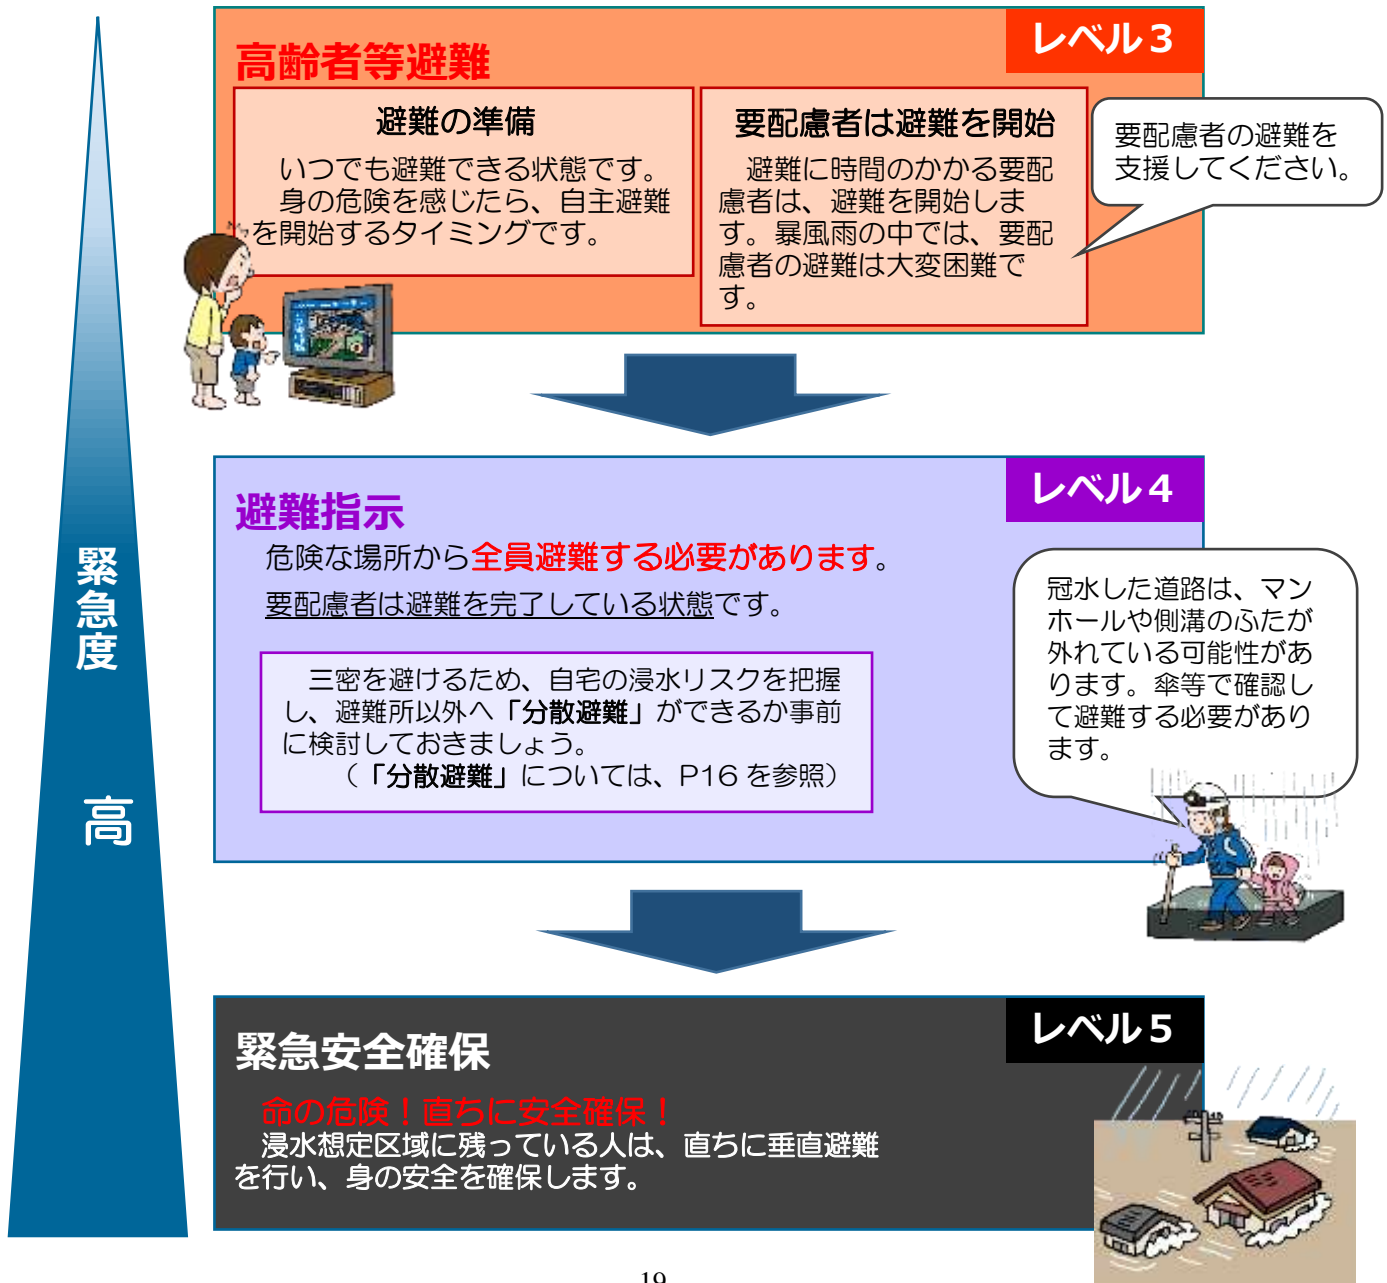 レベル３
高齢者等避難
避難の準備
いつでも避難できる状態です。
身の危険を感じたら、自主避難
を開始するタイミングです。
要配慮者は避難を開始
避難に時間のかかる要配
慮者は、避難を開始しま
す。暴風雨の中では、要配
慮者の避難は大変困難で
す。
要配慮者の避難を
支援してください。
レベル４
避難指示
危険な場所から全員避難する必要があります。
要配慮者は避難を完了している状態です。
三密を避けるため、自宅の浸水リスクを把握
し、避難所以外へ「分散避難」ができるか事前
に検討しておきましょう。
（「分散避難」については、P16を参照）
冠水した道路は、マン
ホールや側溝のふたが
外れている可能性があ
ります。傘等で確認し
て避難する必要があり
ます。
緊急度
高
レベル５
緊急安全確保
命の危険！直ちに安全確保！
浸水想定区域に残っている人は、直ちに垂直避難
を行い、身の安全を確保します。
19